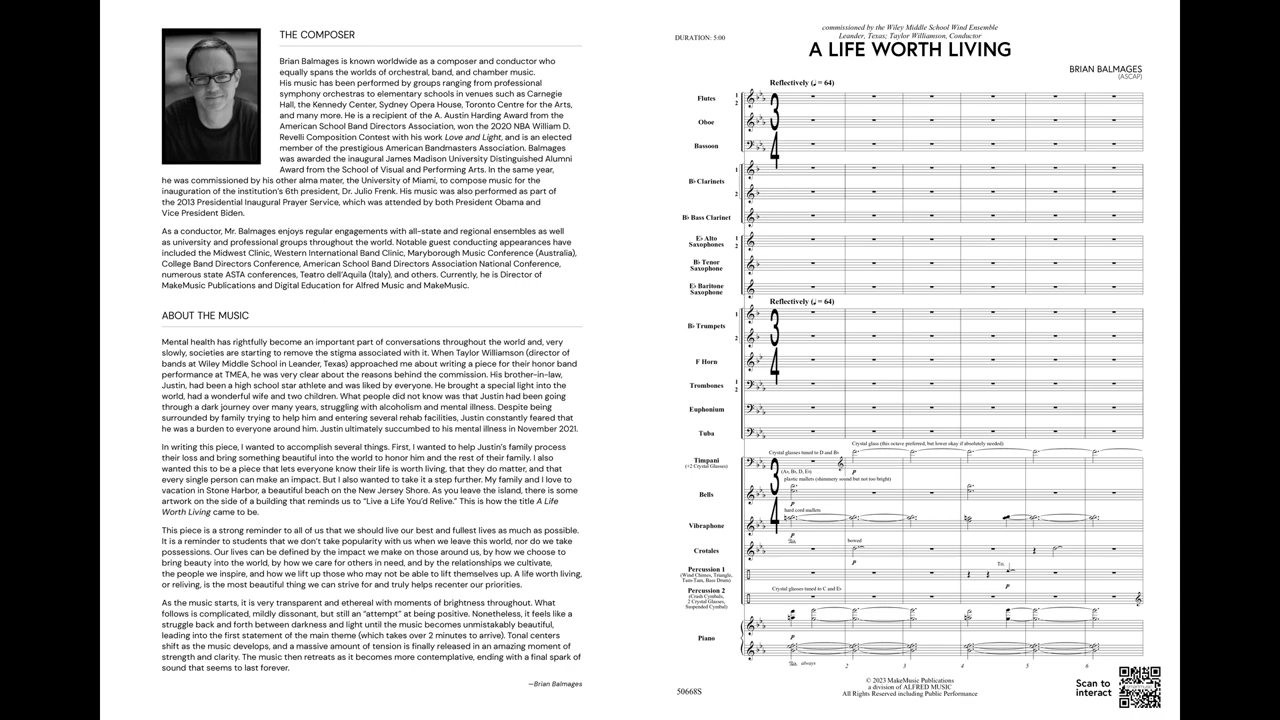 THE COMPOSER
Brian Balmages is known worldwide as a composer and conductor who
equally spans the worlds of orchestral, band, and chamber music.
His music has been performed by groups ranging from professional
symphony orchestras to elementary schools in venues such as Carnegie
Hall, the Kennedy Center, Sydney Opera House, Toronto Centre for the Arts,
and many more. He is a recipient of the A. Austin Harding Award from the
American School Band Directors Association, won the 2020 NBA William D.
Revelli Composition Contest with his work Love and Light, and is an elected
member of the prestigious American Bandmasters Association. Balmages
was awarded the inaugural James Madison University Distinguished Alumni
Award from the School of Visual and Performing Arts. In the same year,
he was commissioned by his other alma mater, the University of Miami, to compose music for the
inauguration of the institution's 6th president, Dr. Julio Frenk. His music was also performed as part of
the 2013 Presidential Inaugural Prayer Service, which was attended by both President Obama and
Vice President Biden.
As a conductor, Mr. Balmages enjoys regular engagements with all-state and regional ensembles as well
as university and professional groups throughout the world. Notable guest conducting appearances have
included the Midwest Clinic, Western International Band Clinic, Maryborough Music Conference (Australia),
College Band Directors Conference, American School Band Directors Association National Conference,
numerous state ASTA conferences, Teatro dell'Aquila (Italy), and others. Currently, he is Director of
MakeMusic Publications and Digital Education for Alfred Music and MakeMusic.
ABOUT THE MUSIC
Mental health has rightfully become an important part of conversations throughout the world and, very
slowly, societies are starting to remove the stigma associated with it. When Taylor Williamson (director of
bands at Wiley Middle School in Leander, Texas) approached me about writing a piece for their honor band
performance at TMEA, he was very clear about the reasons behind the commission. His brother-in-law,
Justin, had been a high school star athlete and was liked by everyone. He brought a special light into the
world, had a wonderful wife and two children. What people did not know was that Justin had been going
through a dark journey over many years, struggling with alcoholism and mental illness. Despite being
surrounded by family trying to help him and entering several rehab facilities, Justin constantly feared that
he was a burden to everyone around him. Justin ultimately succumbed to his mental illness in November 2021.
In writing this piece, I wanted to accomplish several things. First, I wanted to help Justin's family process
their loss and bring something beautiful into the world to honor him and the rest of their family. I also
wanted this to be a piece that lets everyone know their life is worth living, that they do matter, and that
every single person can make an impact. But I also wanted to take it a step further. My family and I love to
vacation in Stone Harbor, a beautiful beach on the New Jersey Shore. As you leave the island, there is some
artwork on the side of a building that reminds us to "Live a Life You'd Relive." This is how the title A Life
Worth Living came to be.
This piece is a strong reminder to all of us that we should live our best and fullest lives as much as possible.
It is a reminder to students that we don't take popularity with us when we leave this world, nor do we take
possessions. Our lives can be defined by the impact we make on those around us, by how we choose to
bring beauty into the world, by how we care for others in need, and by the relationships we cultivate,
the people we inspire, and how we lift up those who may not be able to lift themselves up. A life worth living,
or reliving, is the most beautiful thing we can strive for and truly helps recenter our priorities.
As the music starts, it is very transparent and ethereal with moments of brightness throughout. What
follows is complicated, mildly dissonant, but still an "attempt" at being positive. Nonetheless, it feels like a
struggle back and forth between darkness and light until the music becomes unmistakably beautiful,
leading into the first statement of the main theme (which takes over 2 minutes to arrive). Tonal centers
shift as the music develops, and a massive amount of tension is finally released in an amazing moment of
strength and clarity. The music then retreats as it becomes more contemplative, ending with a final spark of
sound that seems to last forever.
—Brian Balmages
commissioned by the Wiley Middle School Wind Ensemble
Leander, Texas; Taylor Williamson, Conductor
DURATION: 5:00
A LIFE WORTH LIVING
BRIAN BALMAGES
(ASCAP)
Reflectively (♩ = 64)
Flutes 1 2
Oboe
Bassoon
B♭ Clarinets 1 2
B♭ Bass Clarinet
E♭ Alto Saxophones 1 2
B♭ Tenor Saxophone
E♭ Baritone Saxophone
Reflectively (♩ = 64)
B♭ Trumpets 1 2
F Horn
Trombones 1 2
Euphonium
Tuba
Crystal glass (this octave preferred, but lower okay if absolutely needed)
Crystal glasses tuned to D and B♭
Timpani
(+2 Crystal Glasses)
p
(A♭, B♭, D, E♭)
plastic mallets (shimmery sound but not too bright)
Bells
p
hard cord mallets
Vibraphone
p
bowed
Crotales
p
Tri.
Percussion 1
(Wind Chimes, Triangle,
Tam-Tam, Bass Drum)
p
Crystal glasses tuned to C and E♭
Percussion 2
(Crash Cymbals,
2 Crystal Glasses,
Suspended Cymbal)
Piano
p
always
2 3 4 5 6
© 2023 MakeMusic Publications
a division of ALFRED MUSIC
All Rights Reserved including Public Performance
50668S
Scan to
interact